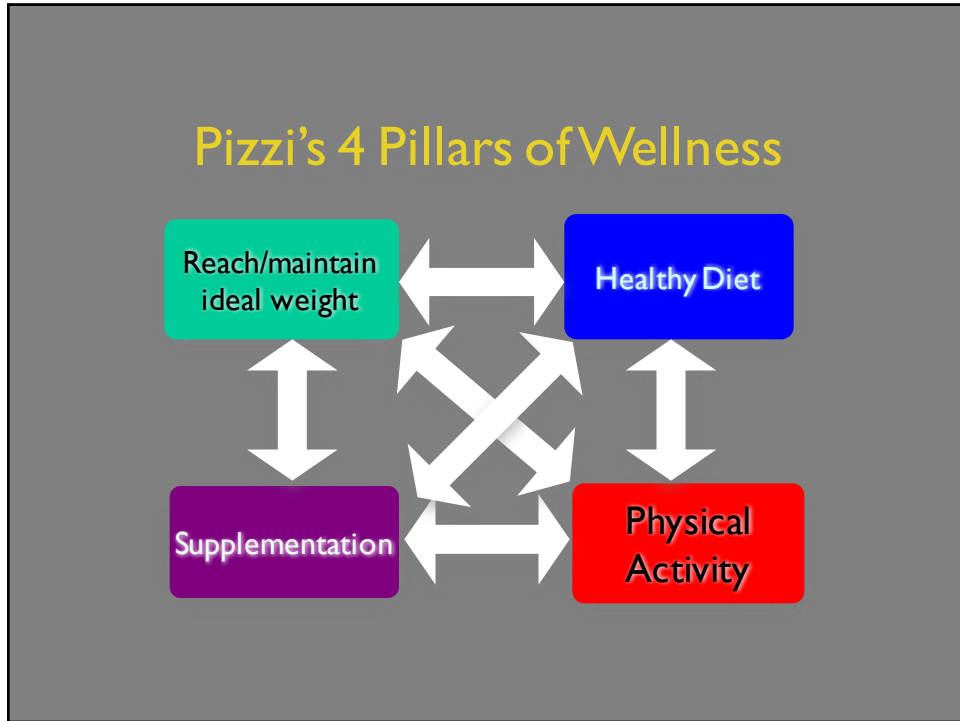 Pizzi’s 4 Pillars of Wellness
Reach/maintain
ideal weight
Healthy Diet
Supplementation
Physical
Activity